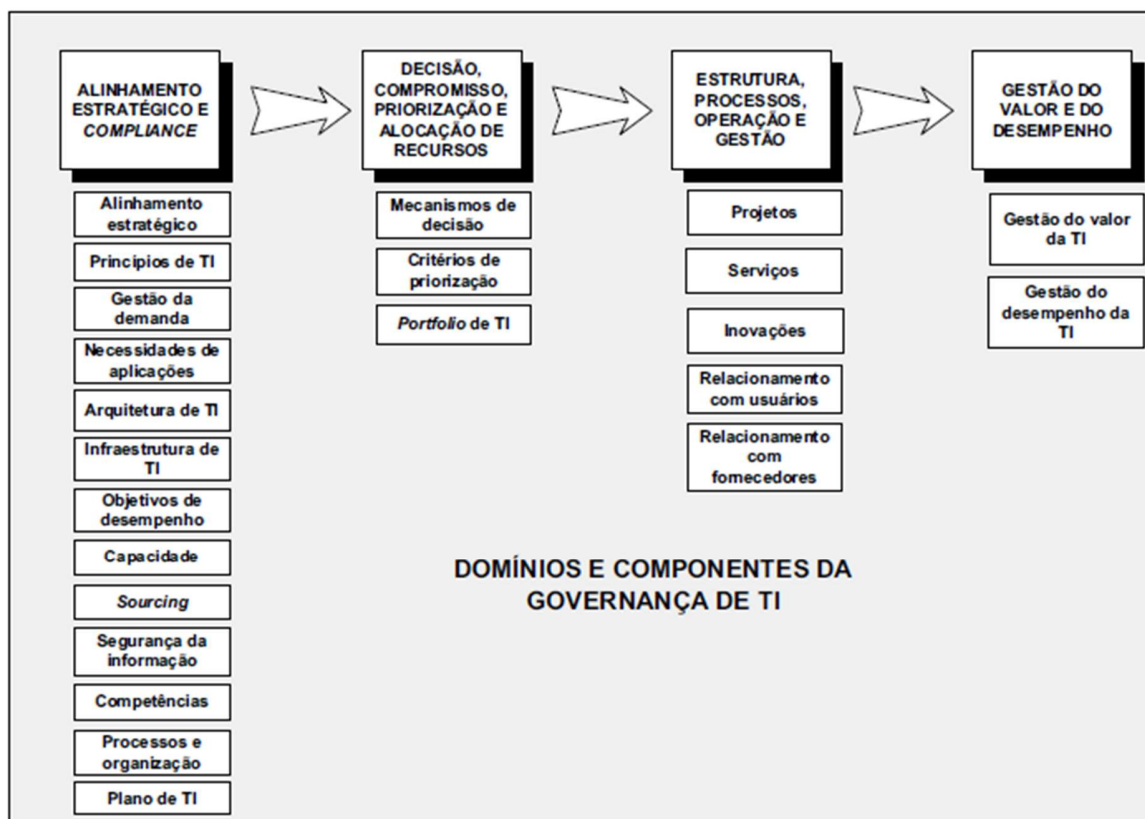 ALINHAMENTO
ESTRATÉGICO E
COMPLIANCE
Alinhamento
estratégico
Princípios de TI
Gestão da
demanda
Necessidades de
aplicações
Arquitetura de TI
Infraestrutura de
TI
Objetivos de
desempenho
Capacidade
Sourcing
Segurança da
informação
Competências
Processos e
organização
Plano de TI
DECISÃO,
COMPROMISSO,
PRIORIZAÇÃO E
ALOCAÇÃO DE
RECURSOS
Mecanismos de
decisão
Critérios de
priorização
Portfolio de TI
ESTRUTURA,
PROCESSOS,
OPERAÇÃO E
GESTÃO
Projetos
Serviços
Inovações
Relacionamento
com usuários
Relacionamento
com
fornecedores
GESTÃO DO
VALOR E DO
DESEMPENHO
Gestão do valor
da TI
Gestão do
desempenho da
TI
DOMÍNIOS E COMPONENTES DA
GOVERNANÇA DE TI